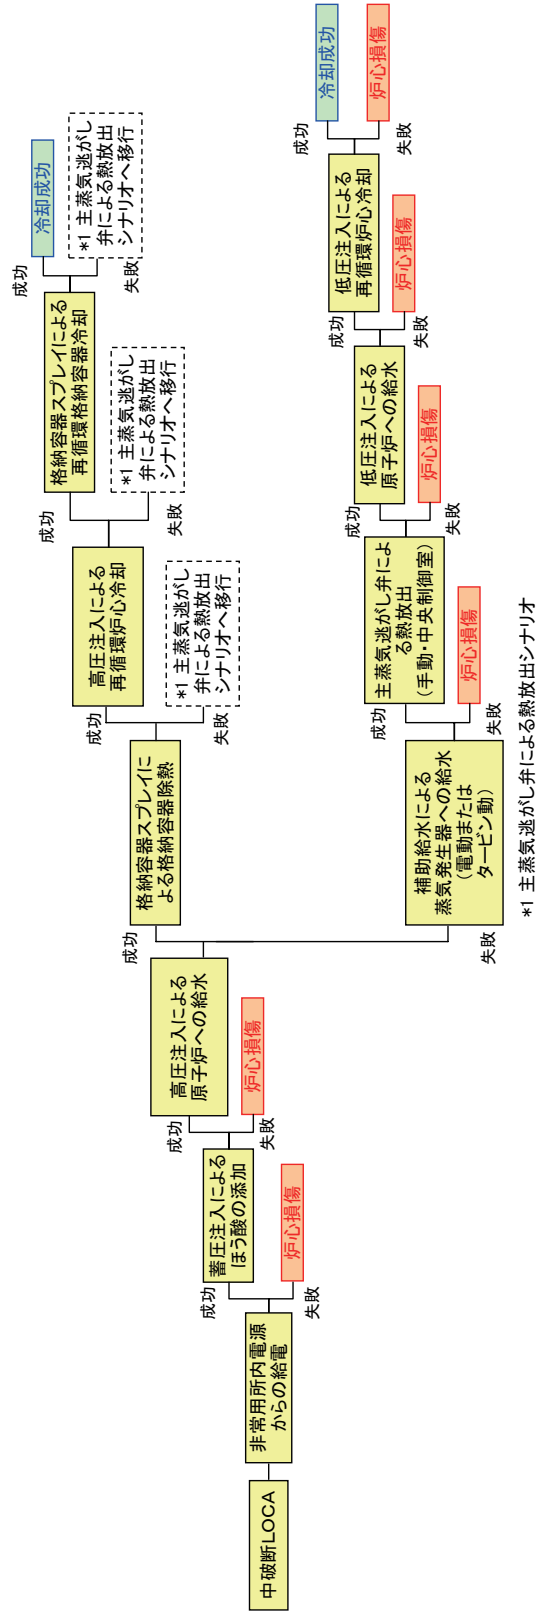 中破断LOCA
非常用所内電源
からの給電
成功
失敗
炉心損傷
蓄圧注入による
ほう酸の添加
成功
失敗
炉心損傷
高圧注入による
原子炉への給水
成功
失敗
格納容器スプレイに
よる格納容器除熱
成功
失敗
*1 主蒸気逃がし
弁による熱放出
シナリオへ移行
高圧注入による
再循環炉心冷却
成功
失敗
*1 主蒸気逃がし
弁による熱放出
シナリオへ移行
格納容器スプレイによる
再循環格納容器冷却
成功
冷却成功
失敗
*1 主蒸気逃がし
弁による熱放出
シナリオへ移行
補助給水による
蒸気発生器への給水
(電動または
タービン動)
成功
失敗
炉心損傷
主蒸気逃がし弁によ
る熱放出
(手動・中央制御室)
成功
失敗
炉心損傷
低圧注入による
原子炉への給水
成功
失敗
炉心損傷
低圧注入による
再循環炉心冷却
成功
冷却成功
失敗
炉心損傷
*1 主蒸気逃がし弁による熱放出シナリオ